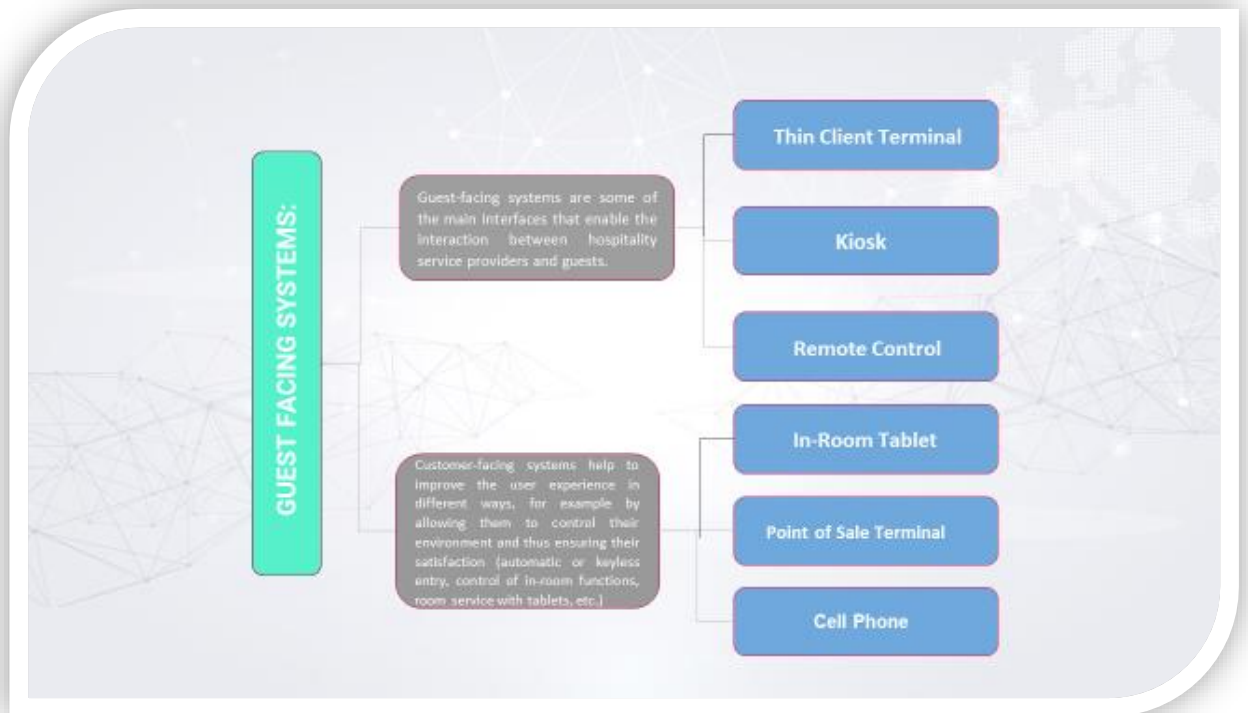 GUEST FACING SYSTEMS:
Guest-facing systems are some of
the main interfaces that enable the
interaction between hospitality
service providers and guests.
Customer-facing systems help to
improve the user experience in
different ways, for example by
allowing them to control their
environment and thus ensuring their
satisfaction (automatic or keyless
entry, control of in-room functions,
room service with tablets, etc.)
Thin Client Terminal
Kiosk
Remote Control
In-Room Tablet
Point of Sale Terminal
Cell Phone